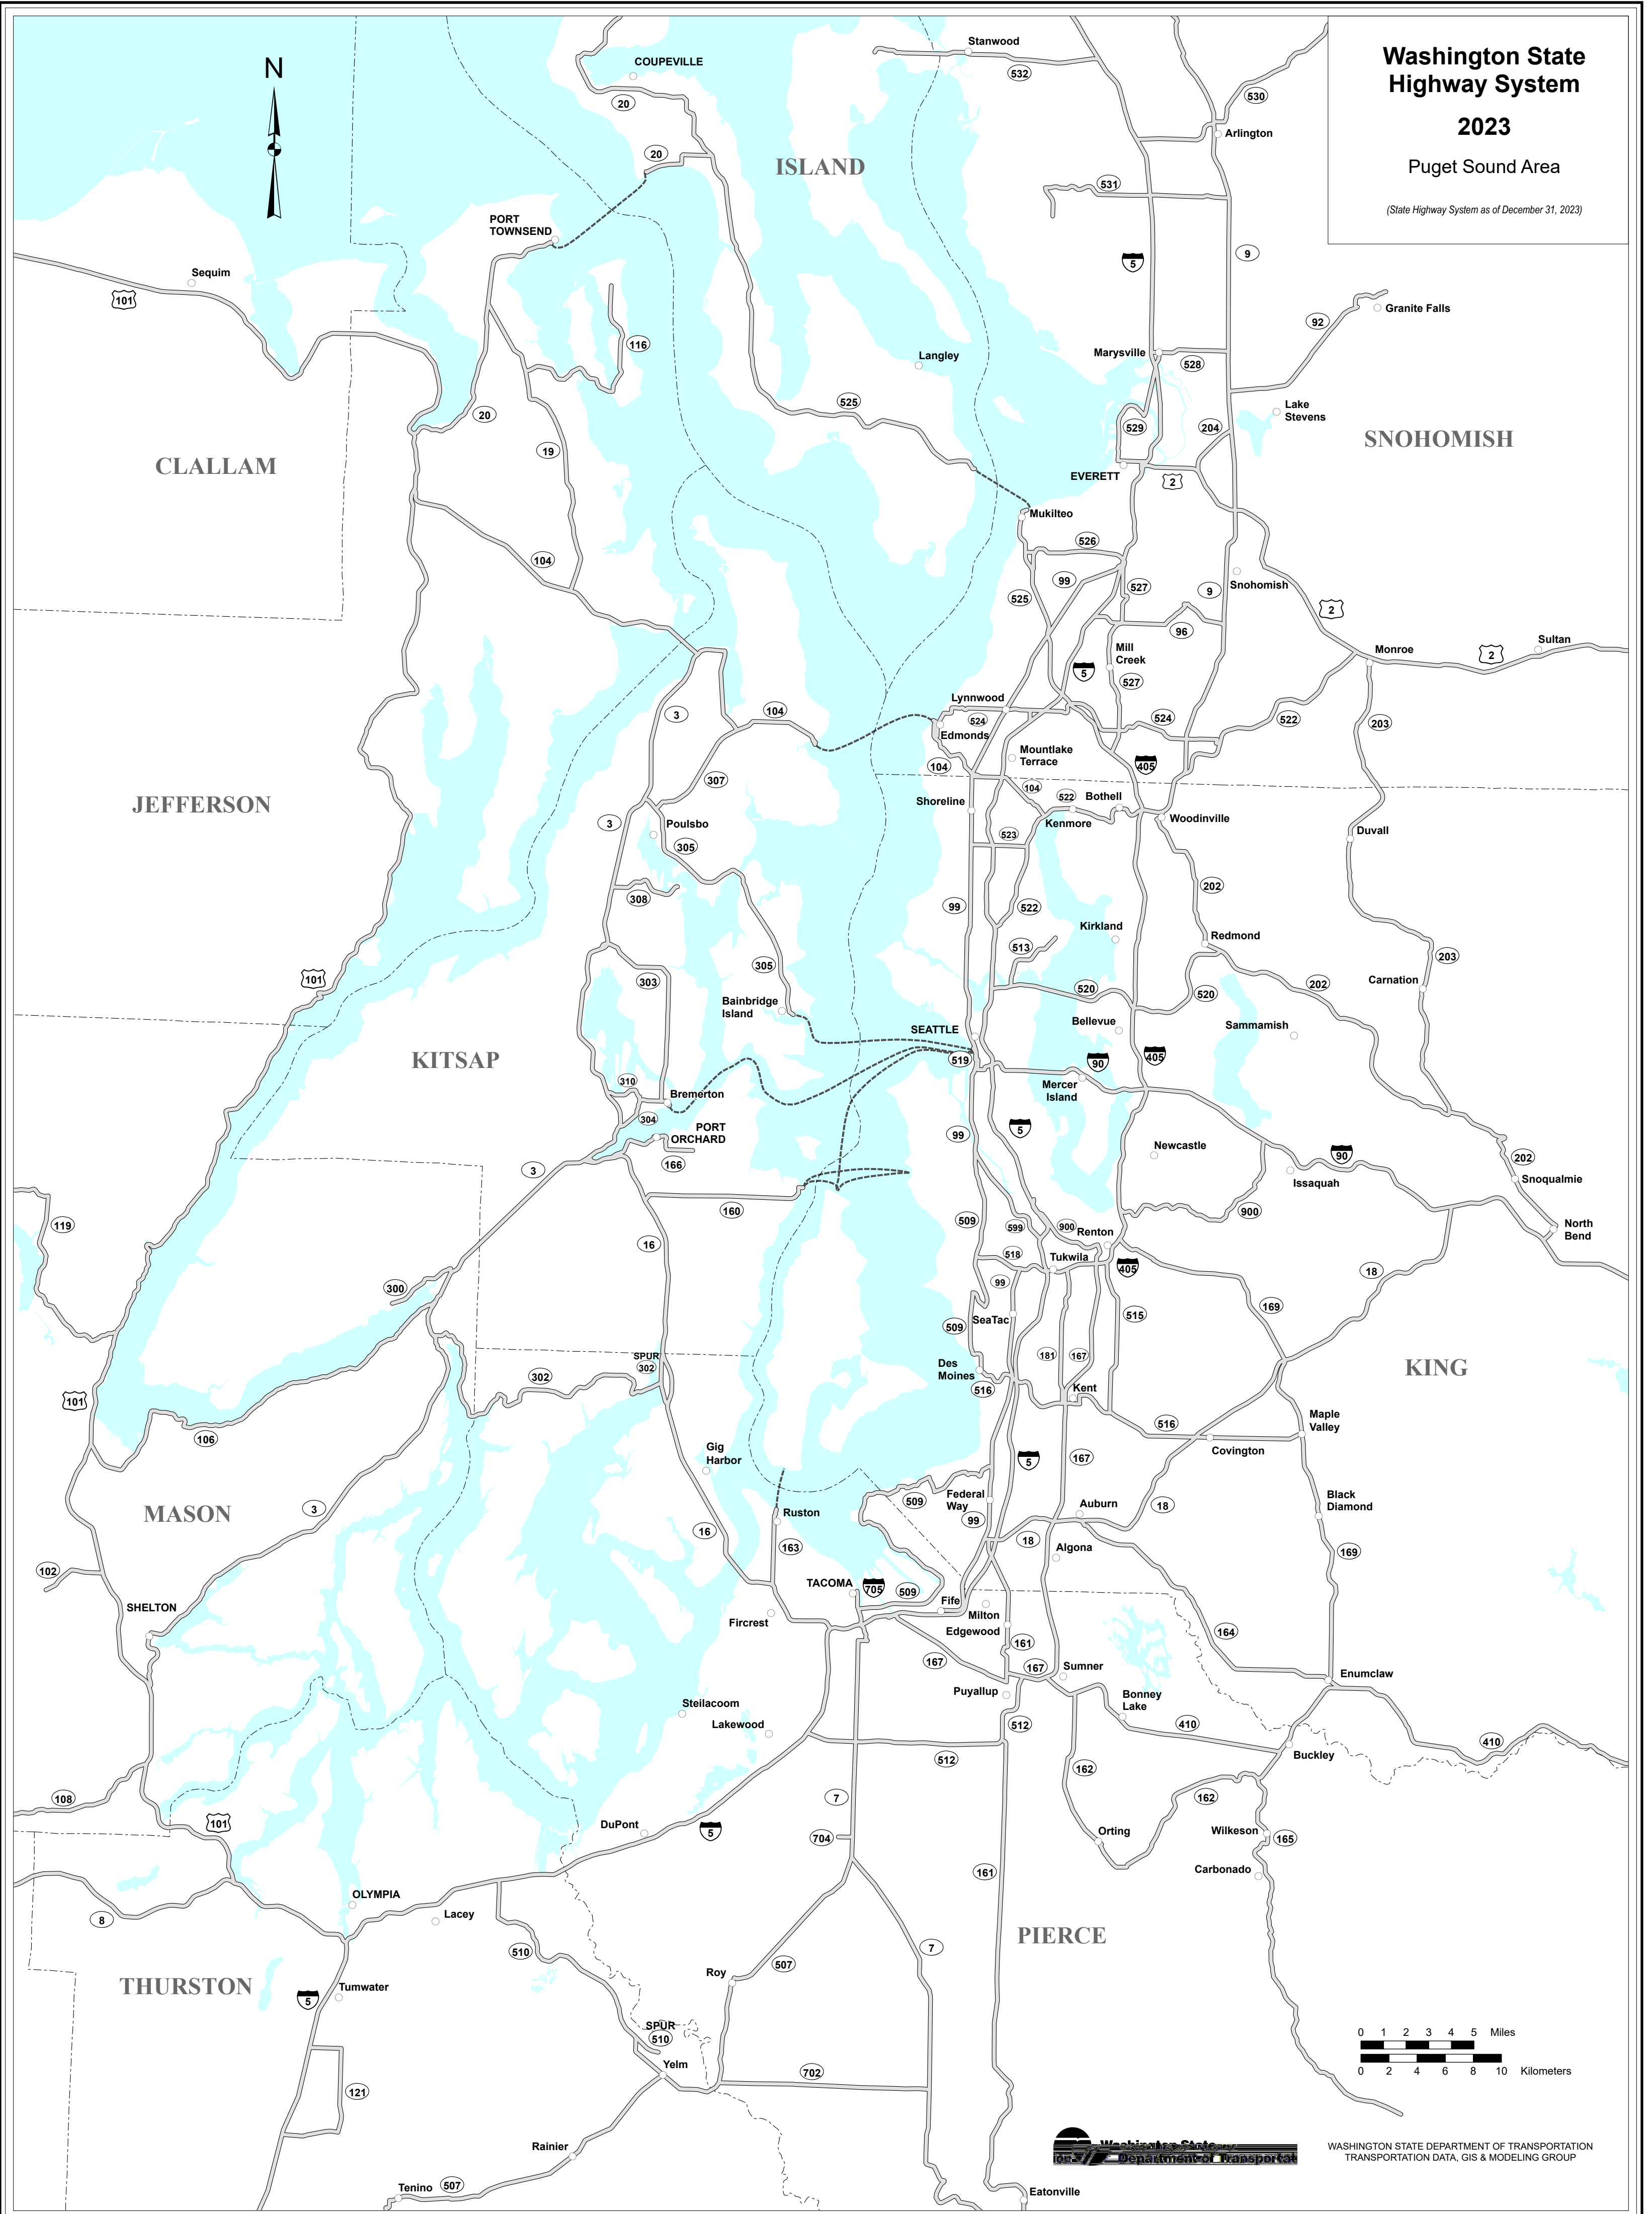 Washington State
Highway System
2023
Puget Sound Area
(State Highway System as of December 31, 2023)
N
Stanwood
532
COUPEVILLE
20
530
Arlington
20
ISLAND
531
PORT
TOWNSEND
5
9
Sequim
101
Granite Falls
92
116
Langley
Marysville
528
525
Lake
Stevens
20
529
204
SNOHOMISH
19
CLALLAM
EVERETT
2
Mukilteo
526
104
99
527
Snohomish
525
9
2
96
Sultan
Mill
Creek
Monroe
2
5
527
Lynnwood
3
104
524
524
522
203
Edmonds
Mountlake
Terrace
104
405
307
104
522
Bothell
JEFFERSON
Shoreline
3
Poulsbo
Kenmore
Woodinville
523
Duvall
305
308
202
99
522
Kirkland
513
Redmond
305
203
303
101
Carnation
202
520
520
Bainbridge
Island
Bellevue
Sammamish
SEATTLE
519
405
KITSAP
90
310
Mercer
Island
Bremerton
304
PORT
ORCHARD
99
5
Newcastle
90
202
3
166
Issaquah
Snoqualmie
160
900
119
509
599
900
Renton
North
Bend
16
518
Tukwila
405
18
300
99
169
515
509
SeaTac
SPUR
302
181
167
Des
Moines
KING
302
516
Kent
101
106
516
Maple
Valley
Gig
Harbor
Covington
5
167
Federal
Way
509
Auburn
Black
Diamond
MASON
3
18
Ruston
99
16
18
163
Algona
169
102
TACOMA
705
509
Fife
SHELTON
Milton
Fircrest
Edgewood
161
164
167
167
Sumner
Enumclaw
Puyallup
Steilacoom
Bonney
Lake
Lakewood
512
410
410
512
Buckley
162
108
7
162
101
DuPont
5
704
Orting
Wilkeson
165
161
Carbonado
OLYMPIA
8
Lacey
PIERCE
510
7
507
THURSTON
Roy
Tumwater
5
SPUR
510
0 1 2 3 4 5 Miles
Yelm
702
0 2 4 6 8 10 Kilometers
121
Rainier
WASHINGTON STATE DEPARTMENT OF TRANSPORTATION
TRANSPORTATION DATA, GIS & MODELING GROUP
Tenino
507
Eatonville